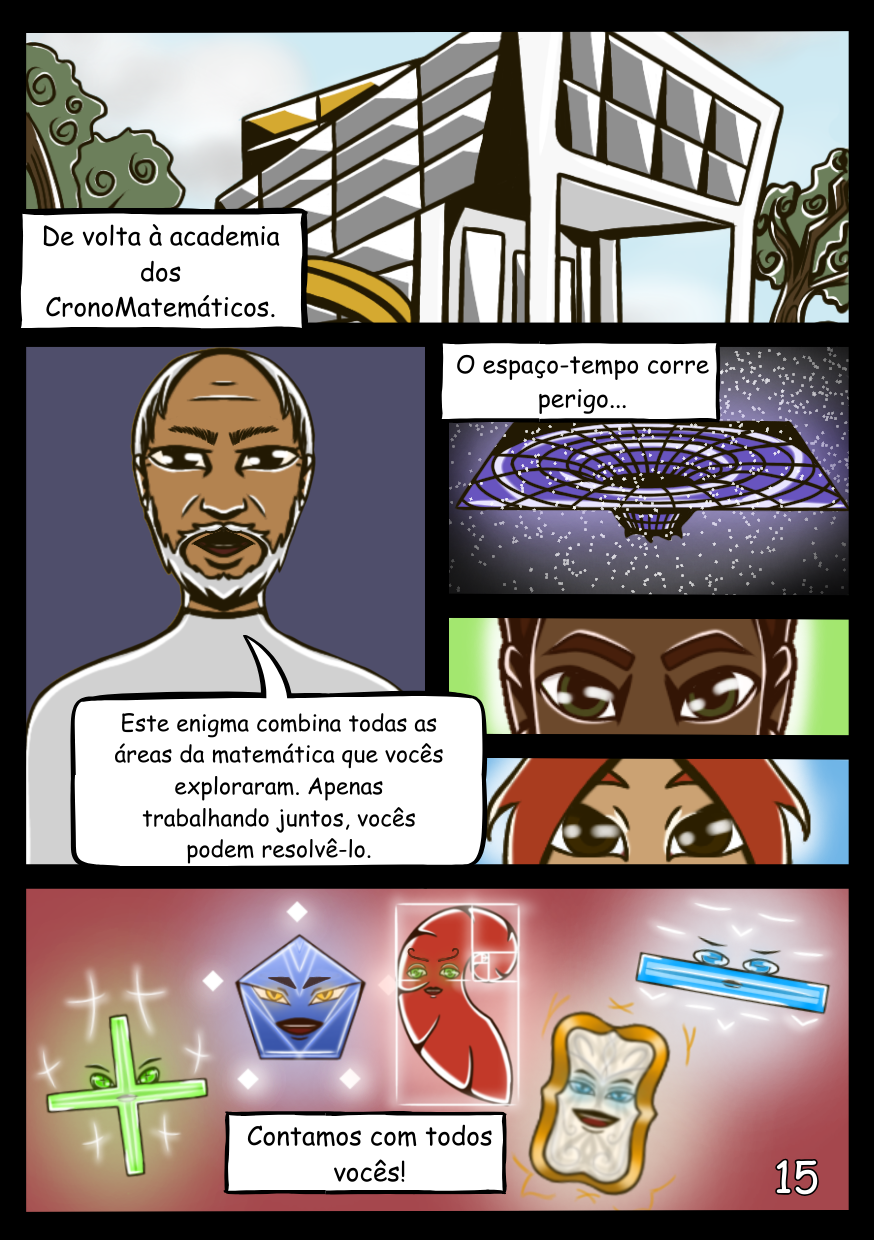 De volta à academia
dos
CronoMatemáticos.
O espaço-tempo corre
perigo...
Este enigma combina todas as
áreas da matemática que vocês
exploraram. Apenas
trabalhando juntos, vocês
podem resolvê-lo.
Contamos com todos
vocês!
15